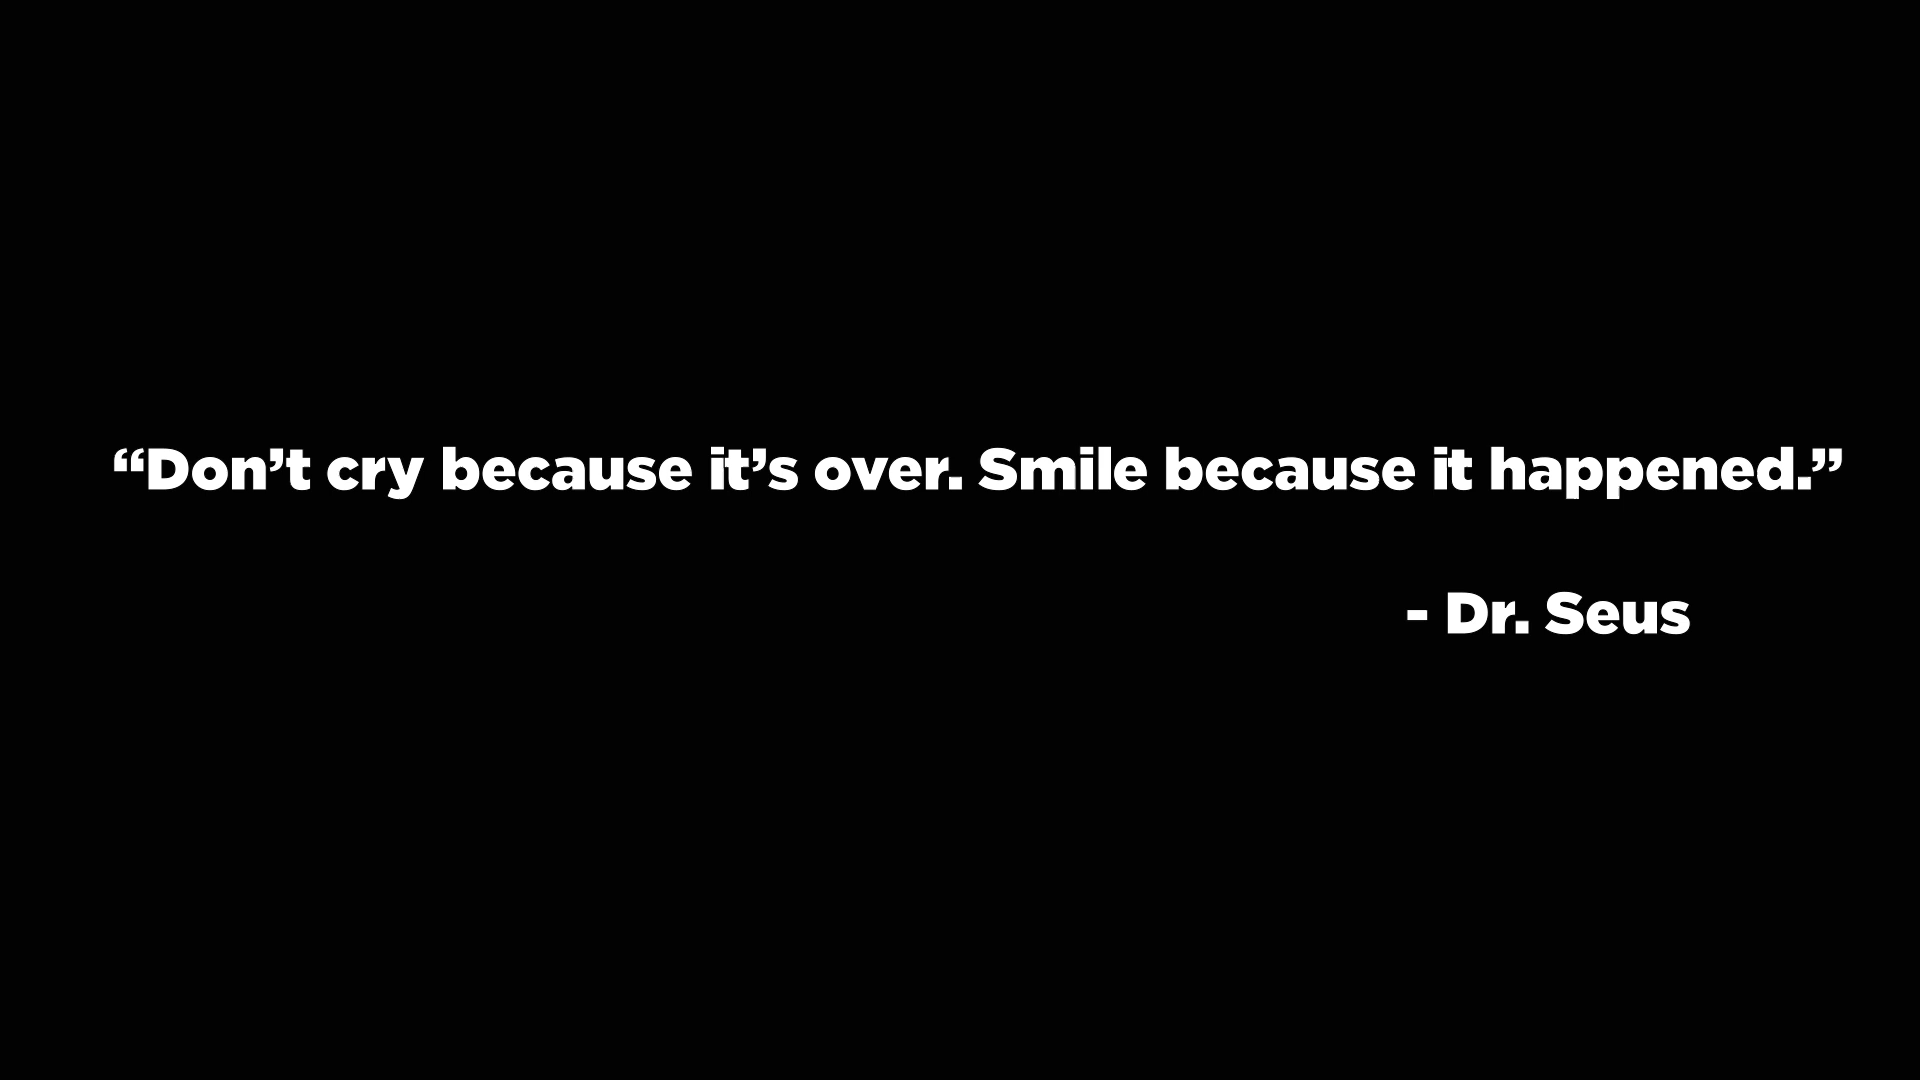 “Don’t cry because it’s over. Smile because it happened.”
- Dr. Seus